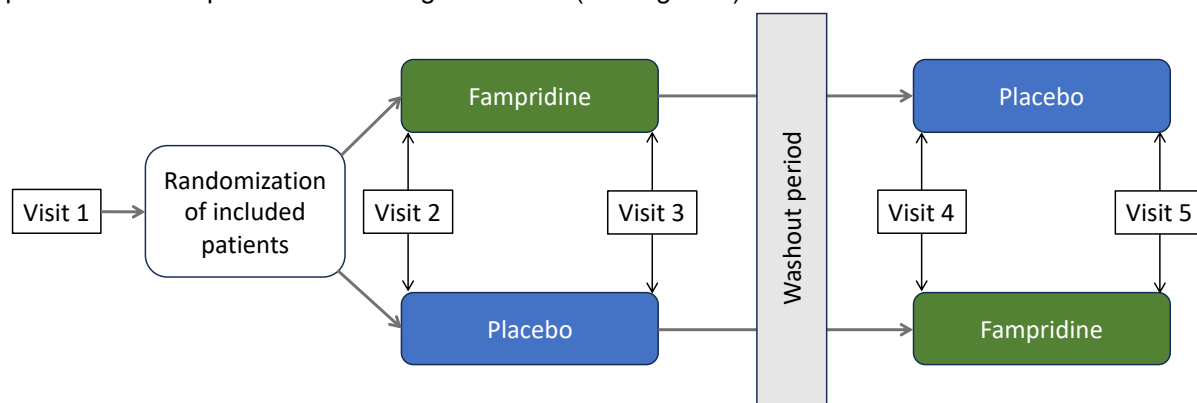 Fampridine
Placebo
Randomization
of included
patients
Visit 1
Visit 2
Visit 3
Washout period
Visit 4
Visit 5
Placebo
Fampridine